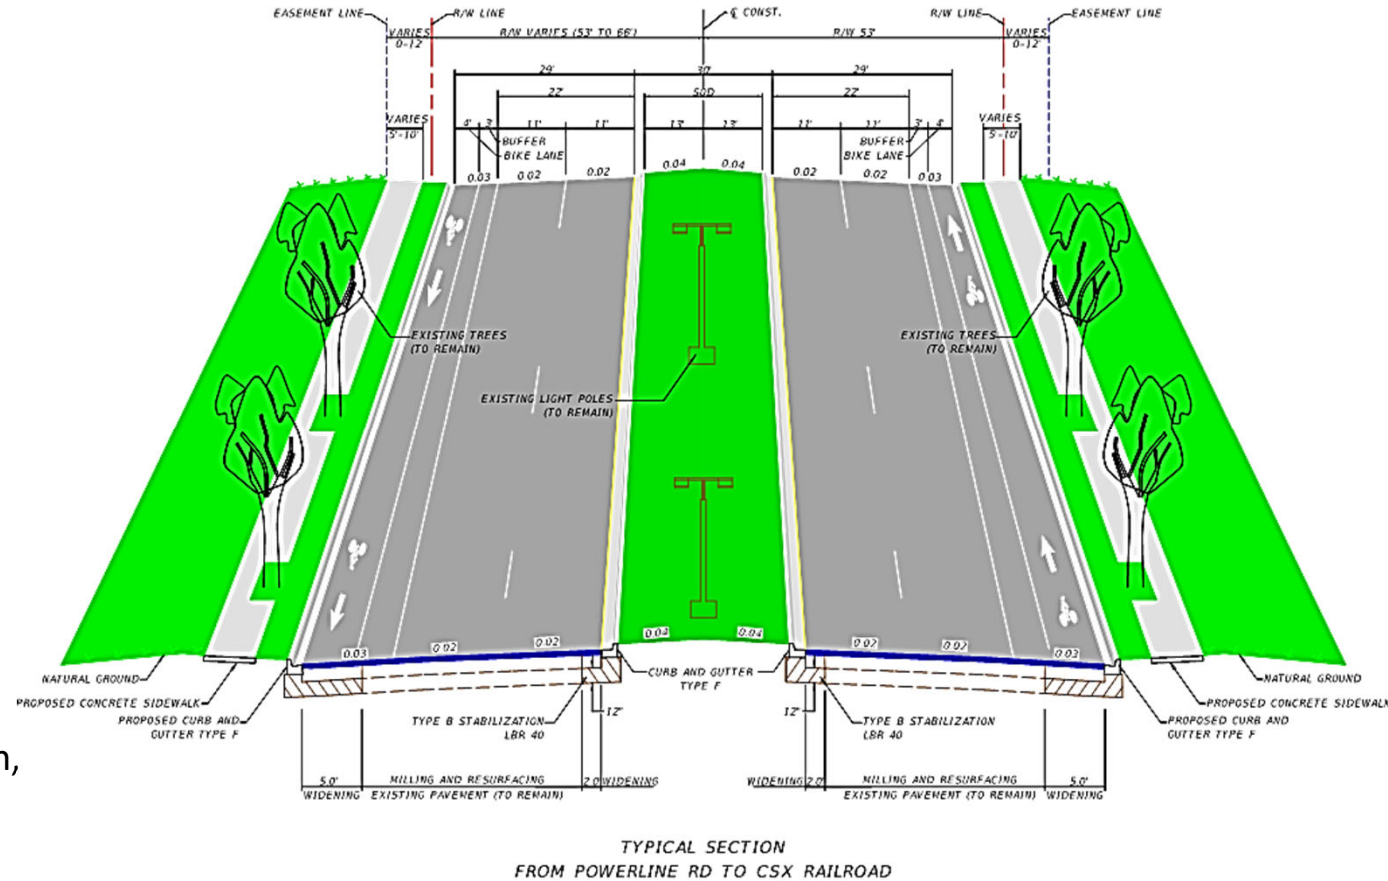 EASEMENT LINE
R/W LINE
℄ CONST.
R/W LINE
EASEMENT LINE
VARIES
0-12'
R/W VARIES (53' TO 66')
R/W 53'
VARIES
0-12'
29'
30'
29'
22'
SOD
22'
VARIES
5'-10'
4'
3'
11'
11'
13'
13'
11'
11'
3'
4'
VARIES
5'-10'
BUFFER
BIKE LANE
BUFFER
BIKE LANE
0.03
0.02
0.02
0.04
0.04
0.02
0.02
0.03
EXISTING TREES
(TO REMAIN)
EXISTING TREES
(TO REMAIN)
EXISTING LIGHT POLES
(TO REMAIN)
0.03
0.02
0.02
0.04
0.04
0.02
0.02
0.03
NATURAL GROUND
PROPOSED CONCRETE SIDEWALK
PROPOSED CURB AND
GUTTER TYPE F
CURB AND GUTTER
TYPE F
NATURAL GROUND
PROPOSED CONCRETE SIDEWALK
PROPOSED CURB AND
GUTTER TYPE F
12'
TYPE B STABILIZATION
LBR 40
12'
TYPE B STABILIZATION
LBR 40
5.0'
WIDENING
MILLING AND RESURFACING
EXISTING PAVEMENT (TO REMAIN)
2.0' WIDENING
WIDENING 2.0'
MILLING AND RESURFACING
EXISTING PAVEMENT (TO REMAIN)
5.0'
WIDENING
TYPICAL SECTION
FROM POWERLINE RD TO CSX RAILROAD